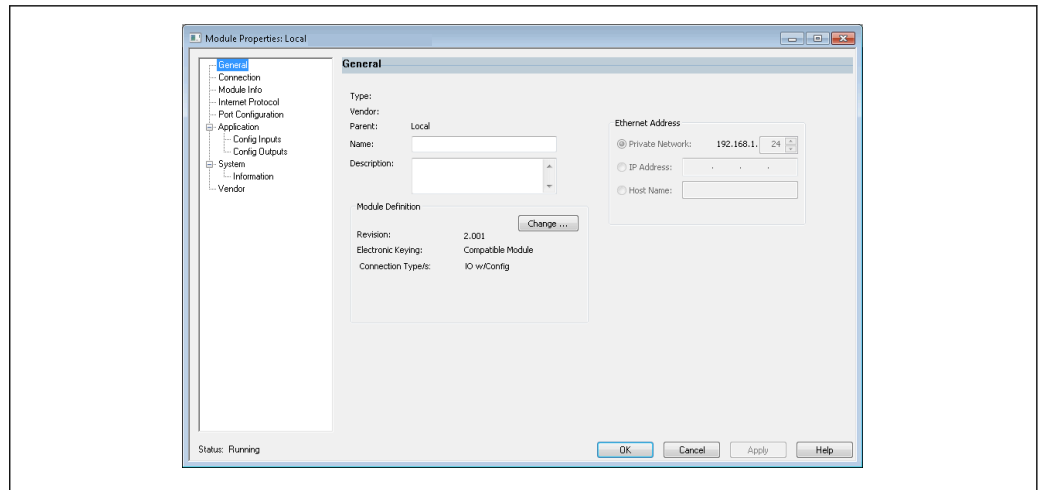 Module Properties: Local
General
Connection
Module Info
Internet Protocol
Port Configuration
Application
Config Inputs
Config Outputs
System
Information
Vendor
General
Type:
Vendor:
Parent: Local
Name:
Description:
Module Definition
Change ...
Revision: 2.001
Electronic Keying: Compatible Module
Connection Type/s: IO w/Config
Ethernet Address
Private Network: 192.168.1. 24
IP Address: . . .
Host Name:
Status: Running
OK Cancel Apply Help